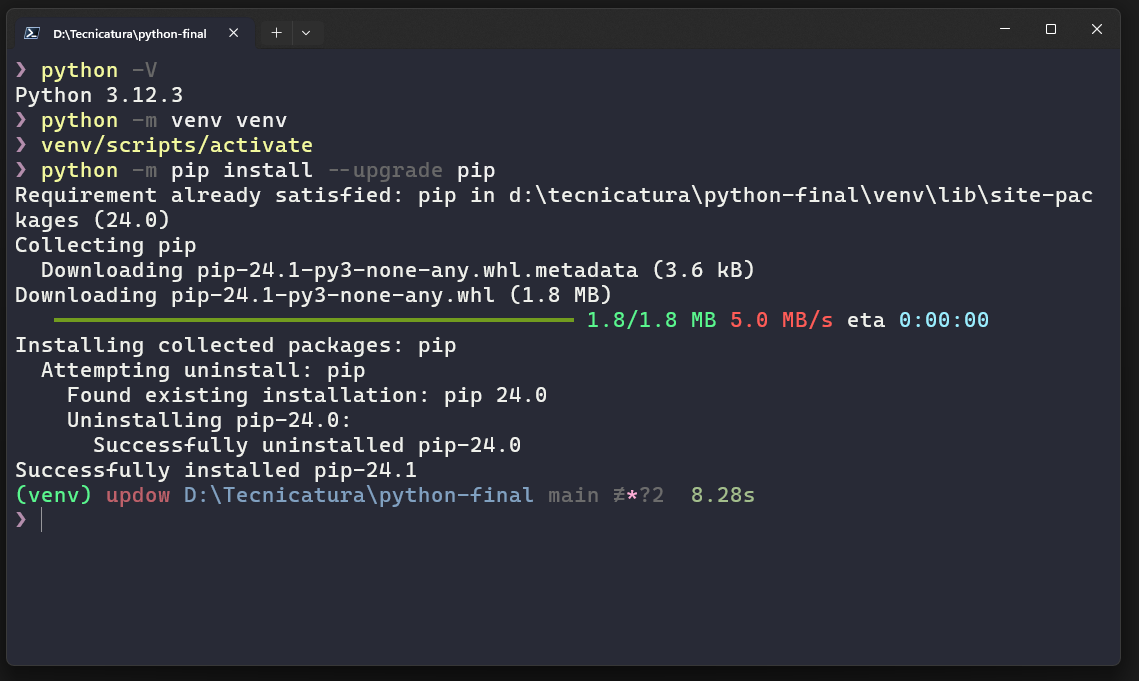 D:\Tecnicatura\python-final
❯ python -V
Python 3.12.3
❯ python -m venv venv
❯ venv/scripts/activate
❯ python -m pip install --upgrade pip
Requirement already satisfied: pip in d:\tecnicatura\python-final\venv\lib\site-pac
kages (24.0)
Collecting pip
  Downloading pip-24.1-py3-none-any.whl.metadata (3.6 kB)
Downloading pip-24.1-py3-none-any.whl (1.8 MB)
1.8/1.8 MB 5.0 MB/s eta 0:00:00
Installing collected packages: pip
  Attempting uninstall: pip
    Found existing installation: pip 24.0
    Uninstalling pip-24.0:
      Successfully uninstalled pip-24.0
Successfully installed pip-24.1
(venv) updow D:\Tecnicatura\python-final main ≢*?2  8.28s
❯